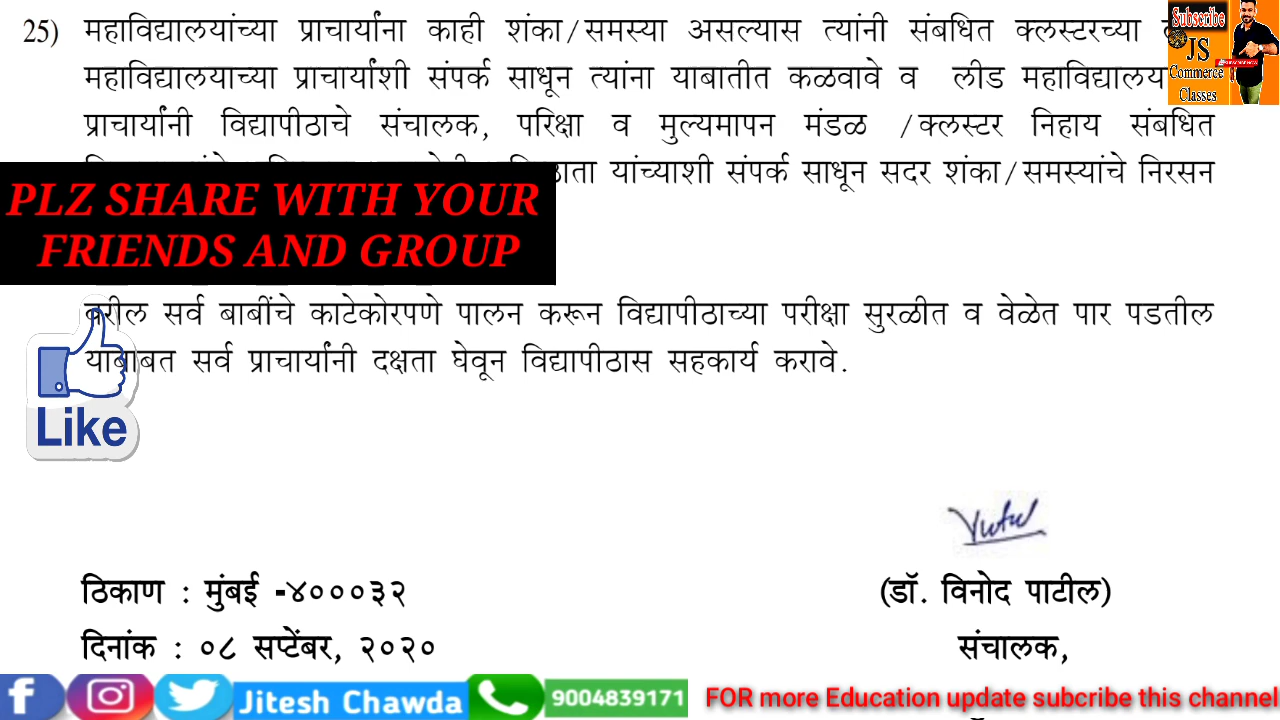 25) महाविद्यालयांच्या प्राचार्यांना काही शंका/समस्या असल्यास त्यांनी संबधित क्लस्टरच्या
महाविद्यालयाच्या प्राचार्यांशी संपर्क साधून त्यांना याबातीत कळवावे व लीड
प्राचार्यांनी विद्यापीठाचे संचालक, परिक्षा व मुल्यमापन मंडळ /क्लस्टर निहाय संबधित
यांच्याशी संपर्क साधून सदर शंका/समस्यांचे निरसन
PLZ SHARE WITH YOUR
FRIENDS AND GROUP
वरील सर्व बाबींचे काटेकोरपणे पालन करून विद्यापीठाच्या परीक्षा सुरळीत व वेळेत पार पडतील
याबाबत सर्व प्राचार्यांनी दक्षता घेवून विद्यापीठास सहकार्य करावे.
Like
ठिकाण : मुंबई -४०००३२
(डॉ. विनोद पाटील)
दिनांक : ०८ सप्टेंबर, २०२०
संचालक,
Subscribe
JS
Commerce
Classes
Jitesh Chawda
9004839171
FOR more Education update subcribe this channel